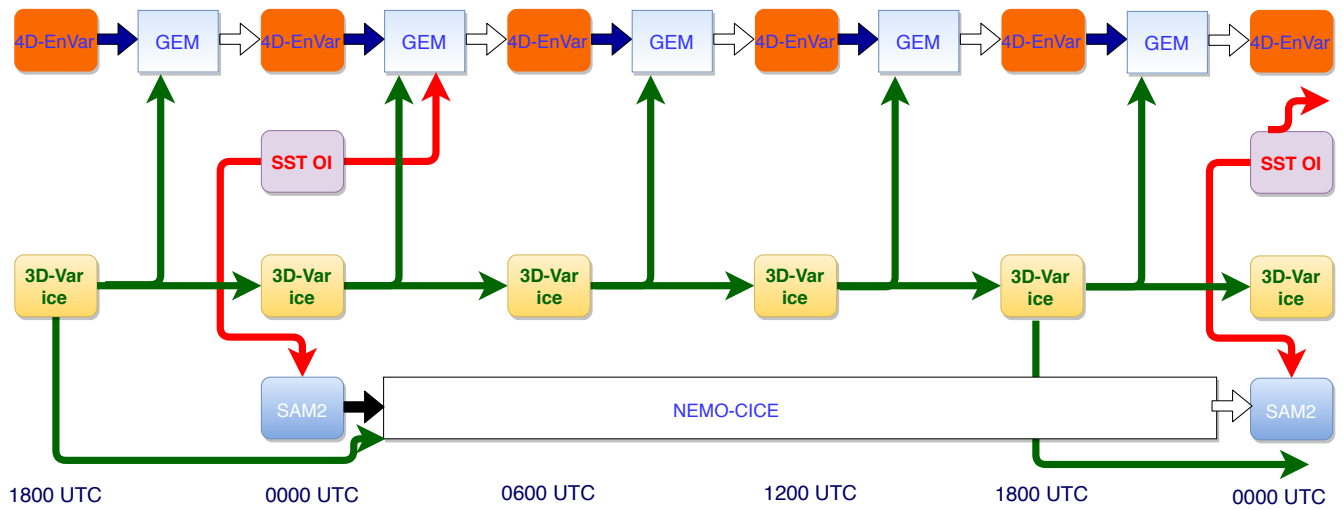 4D-EnVar GEM 4D-EnVar GEM 4D-EnVar GEM 4D-EnVar GEM 4D-EnVar GEM 4D-EnVar
SST OI SST OI
3D-Var 3D-Var 3D-Var 3D-Var 3D-Var 3D-Var
ice ice ice ice ice ice
SAM2 NEMO-CICE SAM2
1800 UTC 0000 UTC 0600 UTC 1200 UTC 1800 UTC 0000 UTC